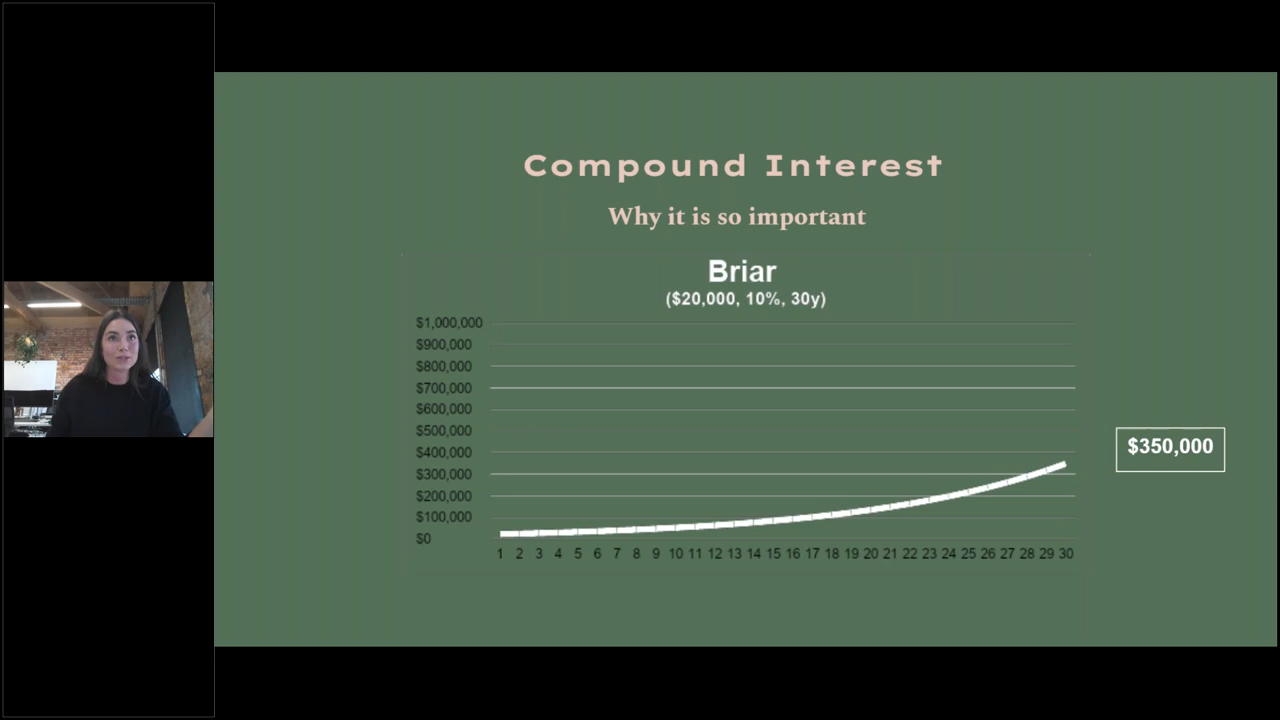 Compound Interest
Why it is so important
Briar
($20,000, 10%, 30y)
$1,000,000
$900,000
$800,000
$700,000
$600,000
$500,000
$400,000
$300,000
$200,000
$100,000
$0
1 2 3 4 5 6 7 8 9 10 11 12 13 14 15 16 17 18 19 20 21 22 23 24 25 26 27 28 29 30
$350,000